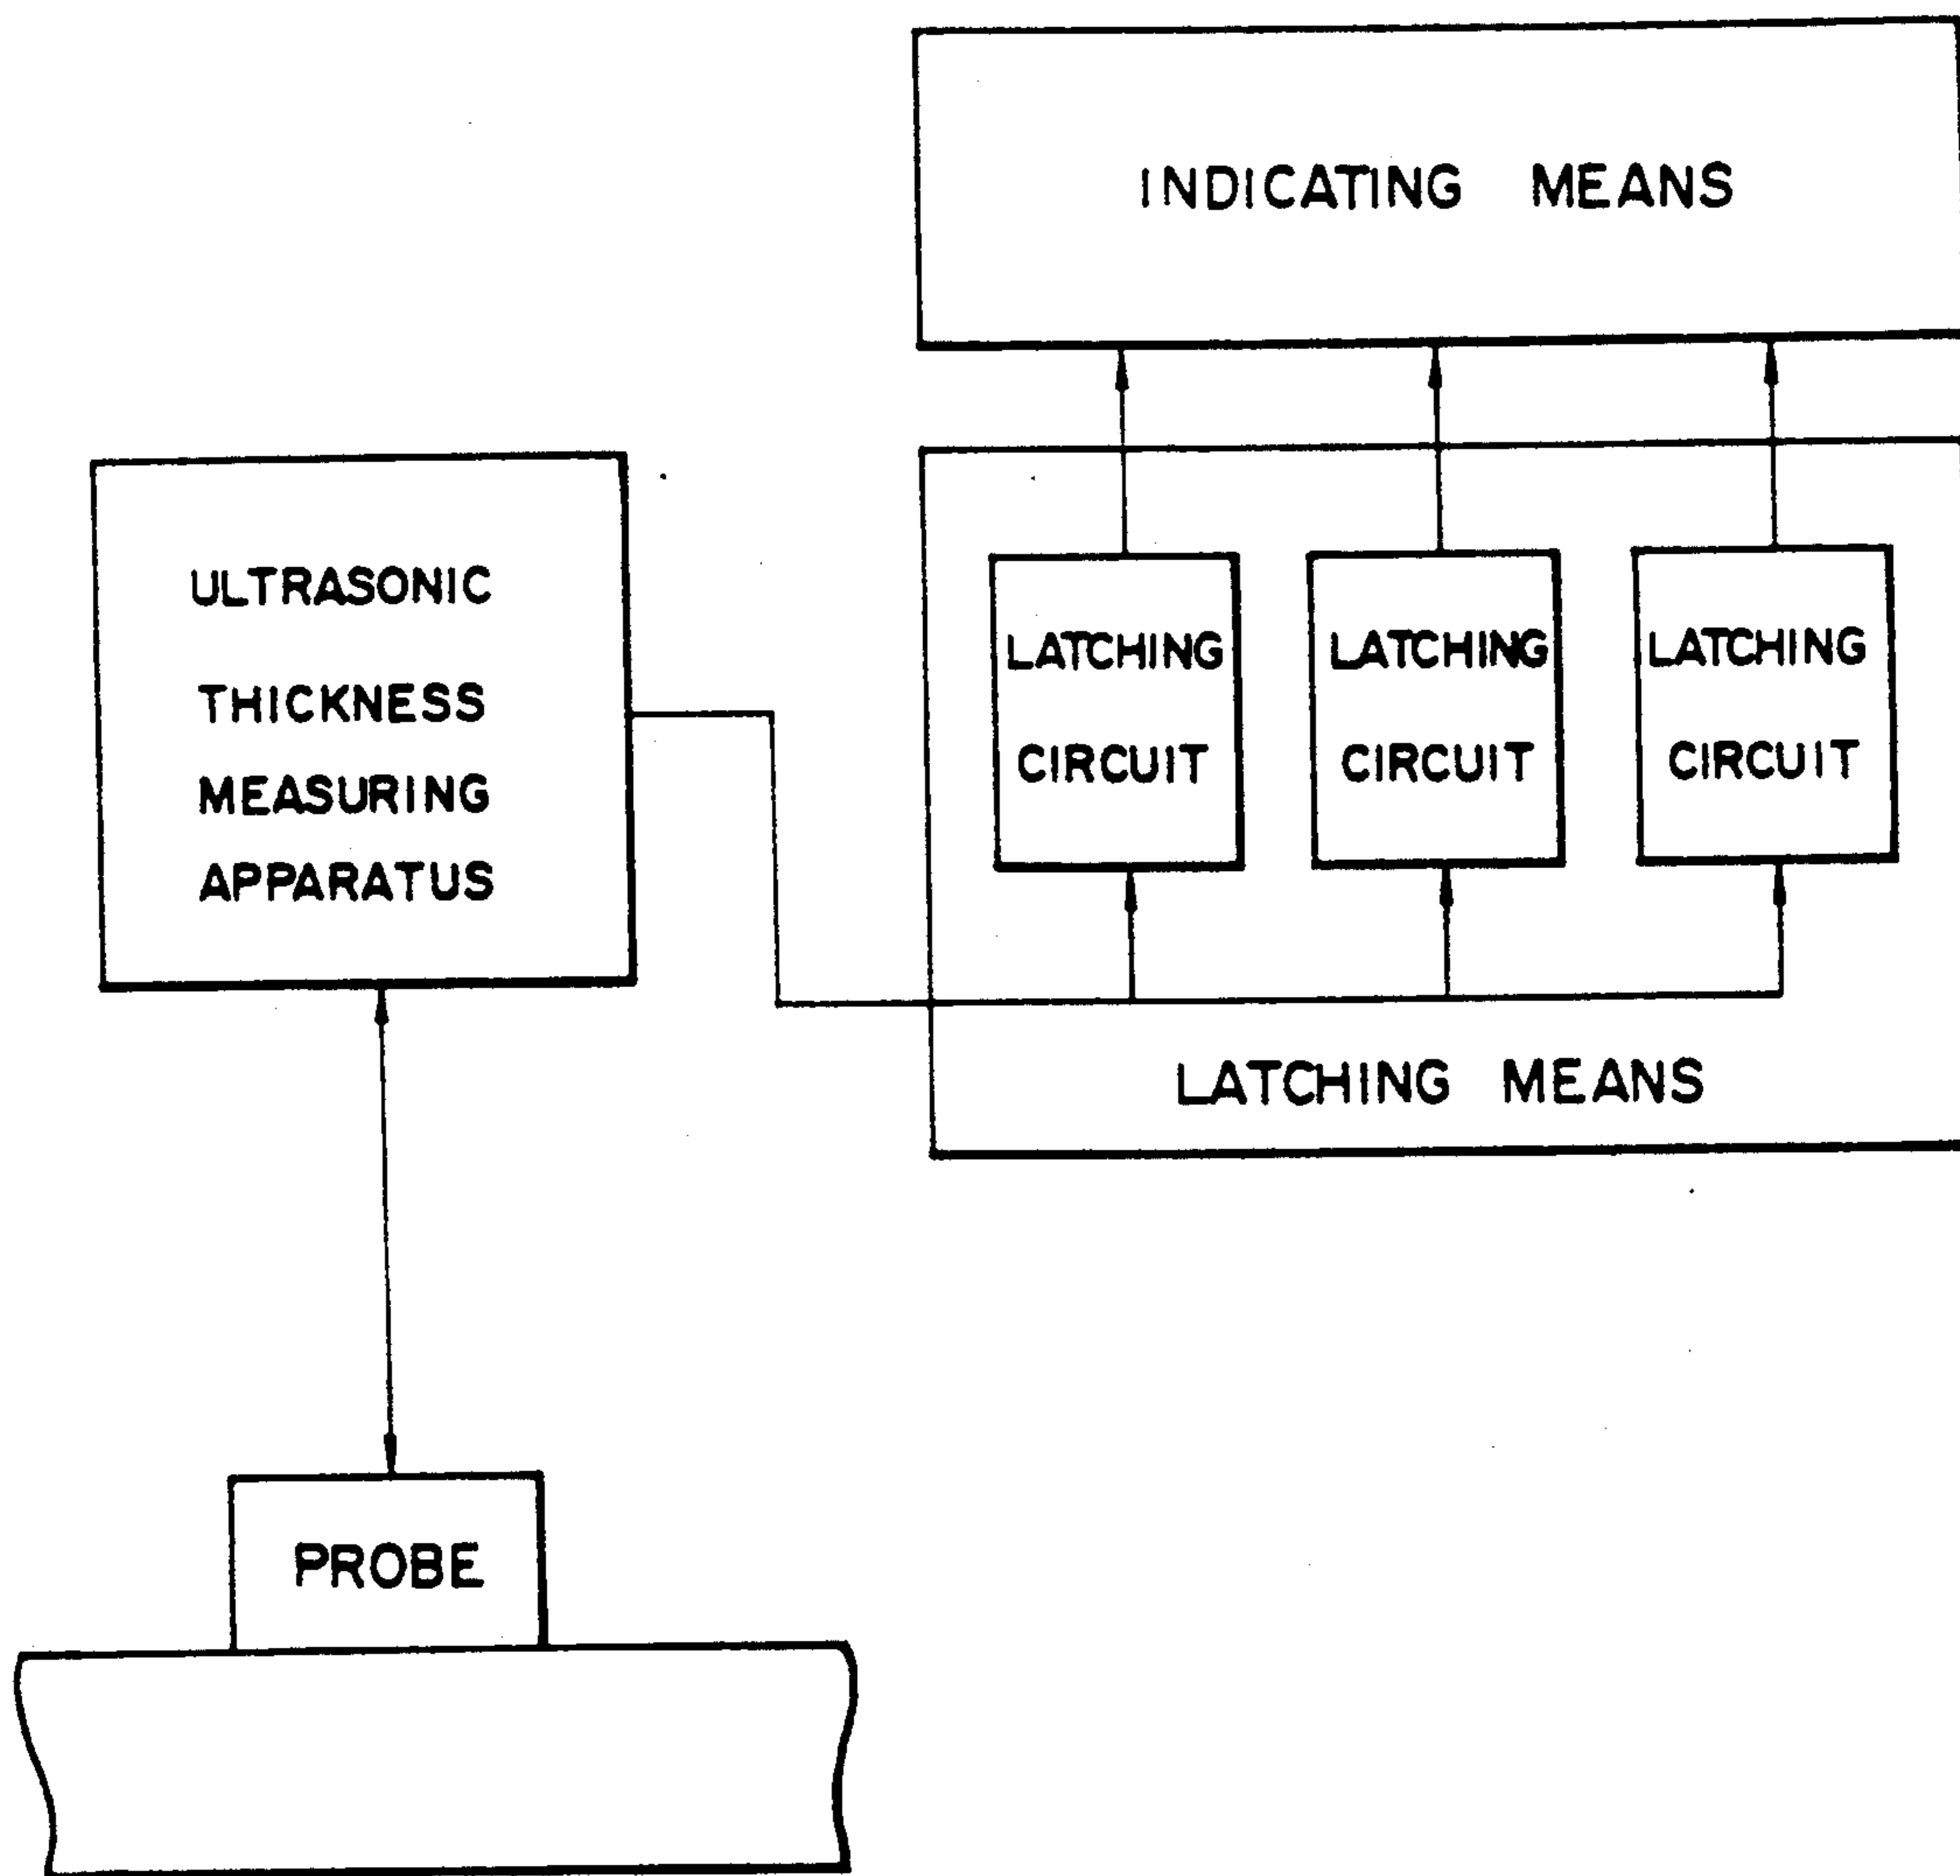 INDICATING MEANS
ULTRASONIC
THICKNESS
MEASURING
APPARATUS
LATCHING
CIRCUIT
LATCHING
CIRCUIT
LATCHING
CIRCUIT
LATCHING MEANS
PROBE